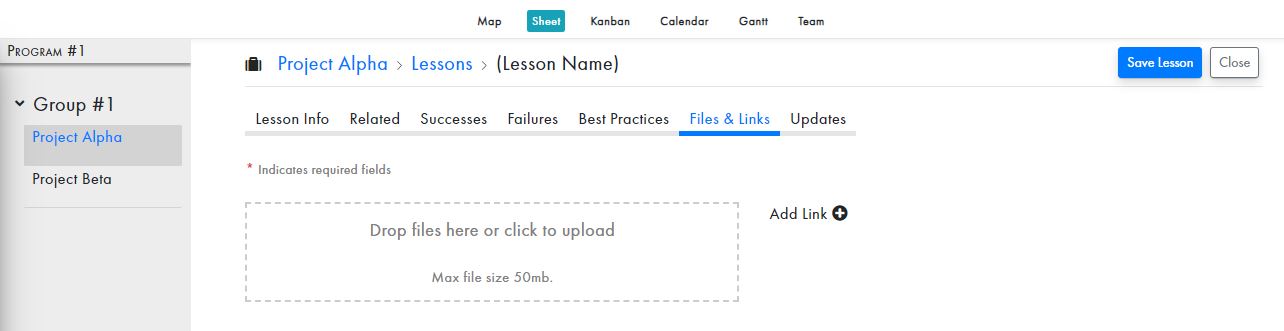 Map Sheet Kanban Calendar Gantt Team
Program #1
Group #1
Project Alpha
Project Beta
Project Alpha > Lessons > (Lesson Name)
Save Lesson Close
Lesson Info Related Successes Failures Best Practices Files & Links Updates
* Indicates required fields
Drop files here or click to upload
Max file size 50mb.
Add Link